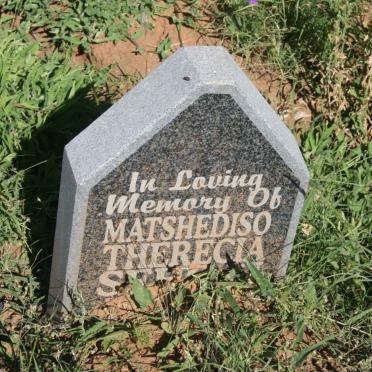 In Loving
Memory Of
MATSHEDISO
THERECIA